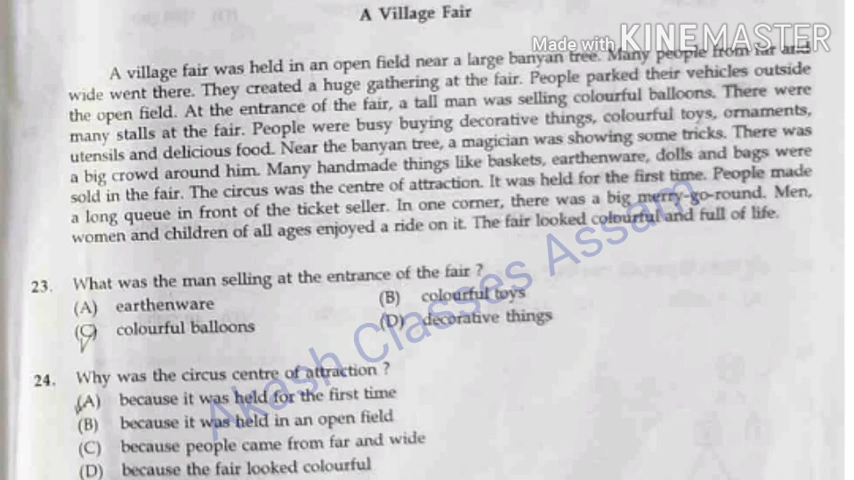 A Village Fair
Made with KINEMASTER
A village fair was held in an open field near a large banyan tree. Many people from far and
wide went there. They created a huge gathering at the fair. People parked their vehicles outside
the open field. At the entrance of the fair, a tall man was selling colourful balloons. There were
many stalls at the fair. People were busy buying decorative things, colourful toys, ornaments,
utensils and delicious food. Near the banyan tree, a magician was showing some tricks. There was
a big crowd around him. Many handmade things like baskets, earthenware, dolls and bags were
sold in the fair. The circus was the centre of attraction. It was held for the first time. People made
a long queue in front of the ticket seller. In one corner, there was a big merry-go-round. Men,
women and children of all ages enjoyed a ride on it. The fair looked colourful and full of life.
23. What was the man selling at the entrance of the fair ?
(A) earthenware (B) colourful toys
(C) colourful balloons (D) decorative things
24. Why was the circus centre of attraction ?
(A) because it was held for the first time
(B) because it was held in an open field
(C) because people came from far and wide
(D) because the fair looked colourful
Akash Classes Assam